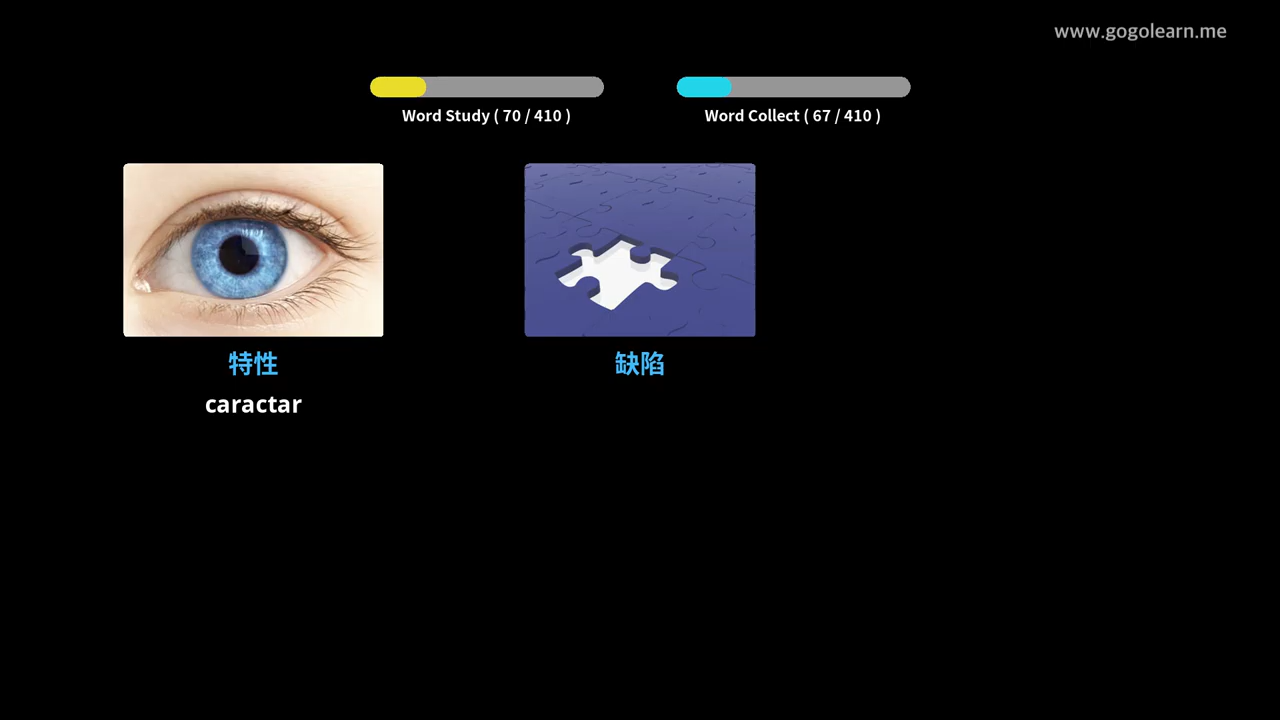 www.gogolearn.me
Word Study ( 70 / 410 )
Word Collect ( 67 / 410 )
特性
缺陷
caractar